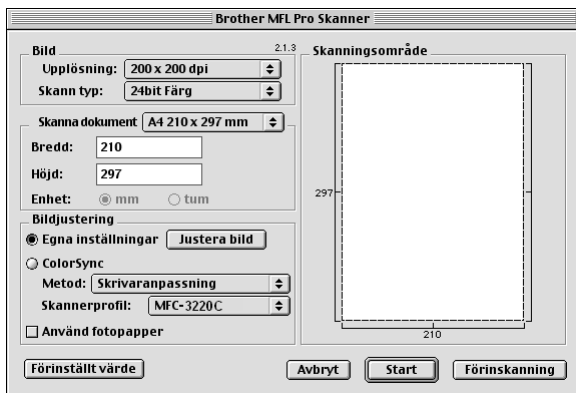 Brother MFL Pro Skanner
Bild
2.1.3
Upplösning: 200 x 200 dpi
Skann typ: 24bit Färg
Skanna dokument A4 210 x 297 mm
Bredd: 210
Höjd: 297
Enhet: mm tum
Bildjustering
Egna inställningar Justera bild
ColorSync
Metod: Skrivaranpassning
Skannerprofil: MFC-3220C
Använd fotopapper
Skanningsområde
297
210
Förinställt värde Avbryt Start Förinskanning